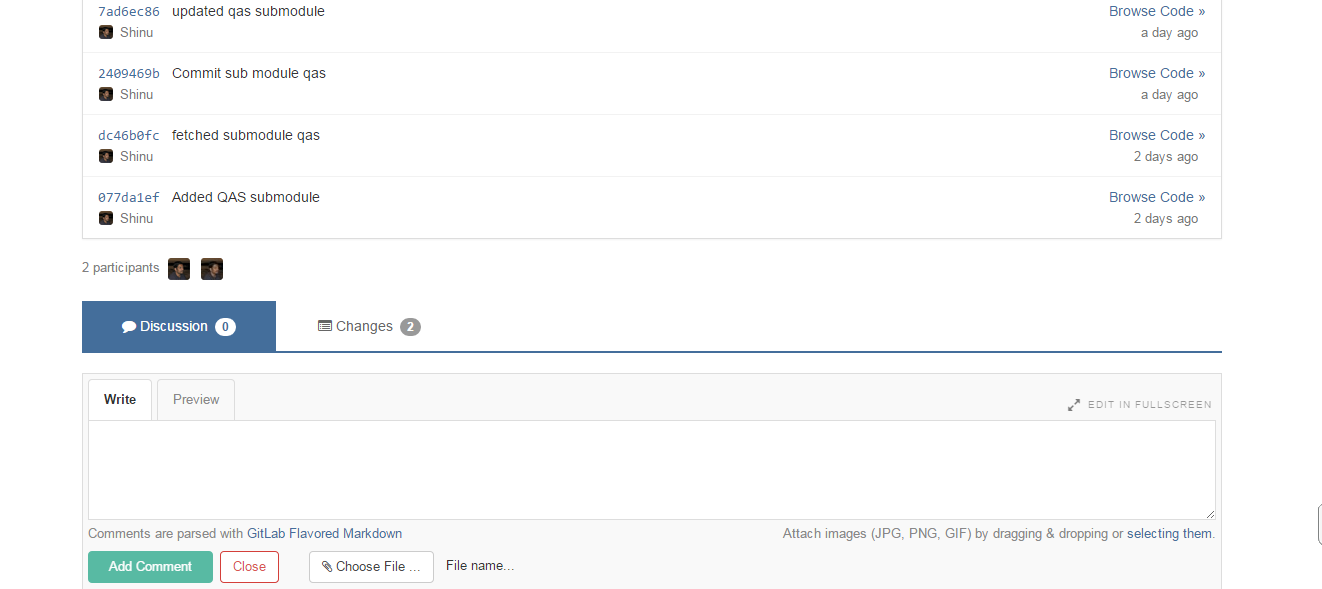 7ad6ec86 updated qas submodule Browse Code »
Shinu a day ago
2409469b Commit sub module qas Browse Code »
Shinu a day ago
dc46b0fc fetched submodule qas Browse Code »
Shinu 2 days ago
077da1ef Added QAS submodule Browse Code »
Shinu 2 days ago
2 participants
Discussion 0 Changes 2
Write Preview EDIT IN FULLSCREEN
Comments are parsed with GitLab Flavored Markdown Attach images (JPG, PNG, GIF) by dragging & dropping or selecting them.
Add Comment Close Choose File ... File name...